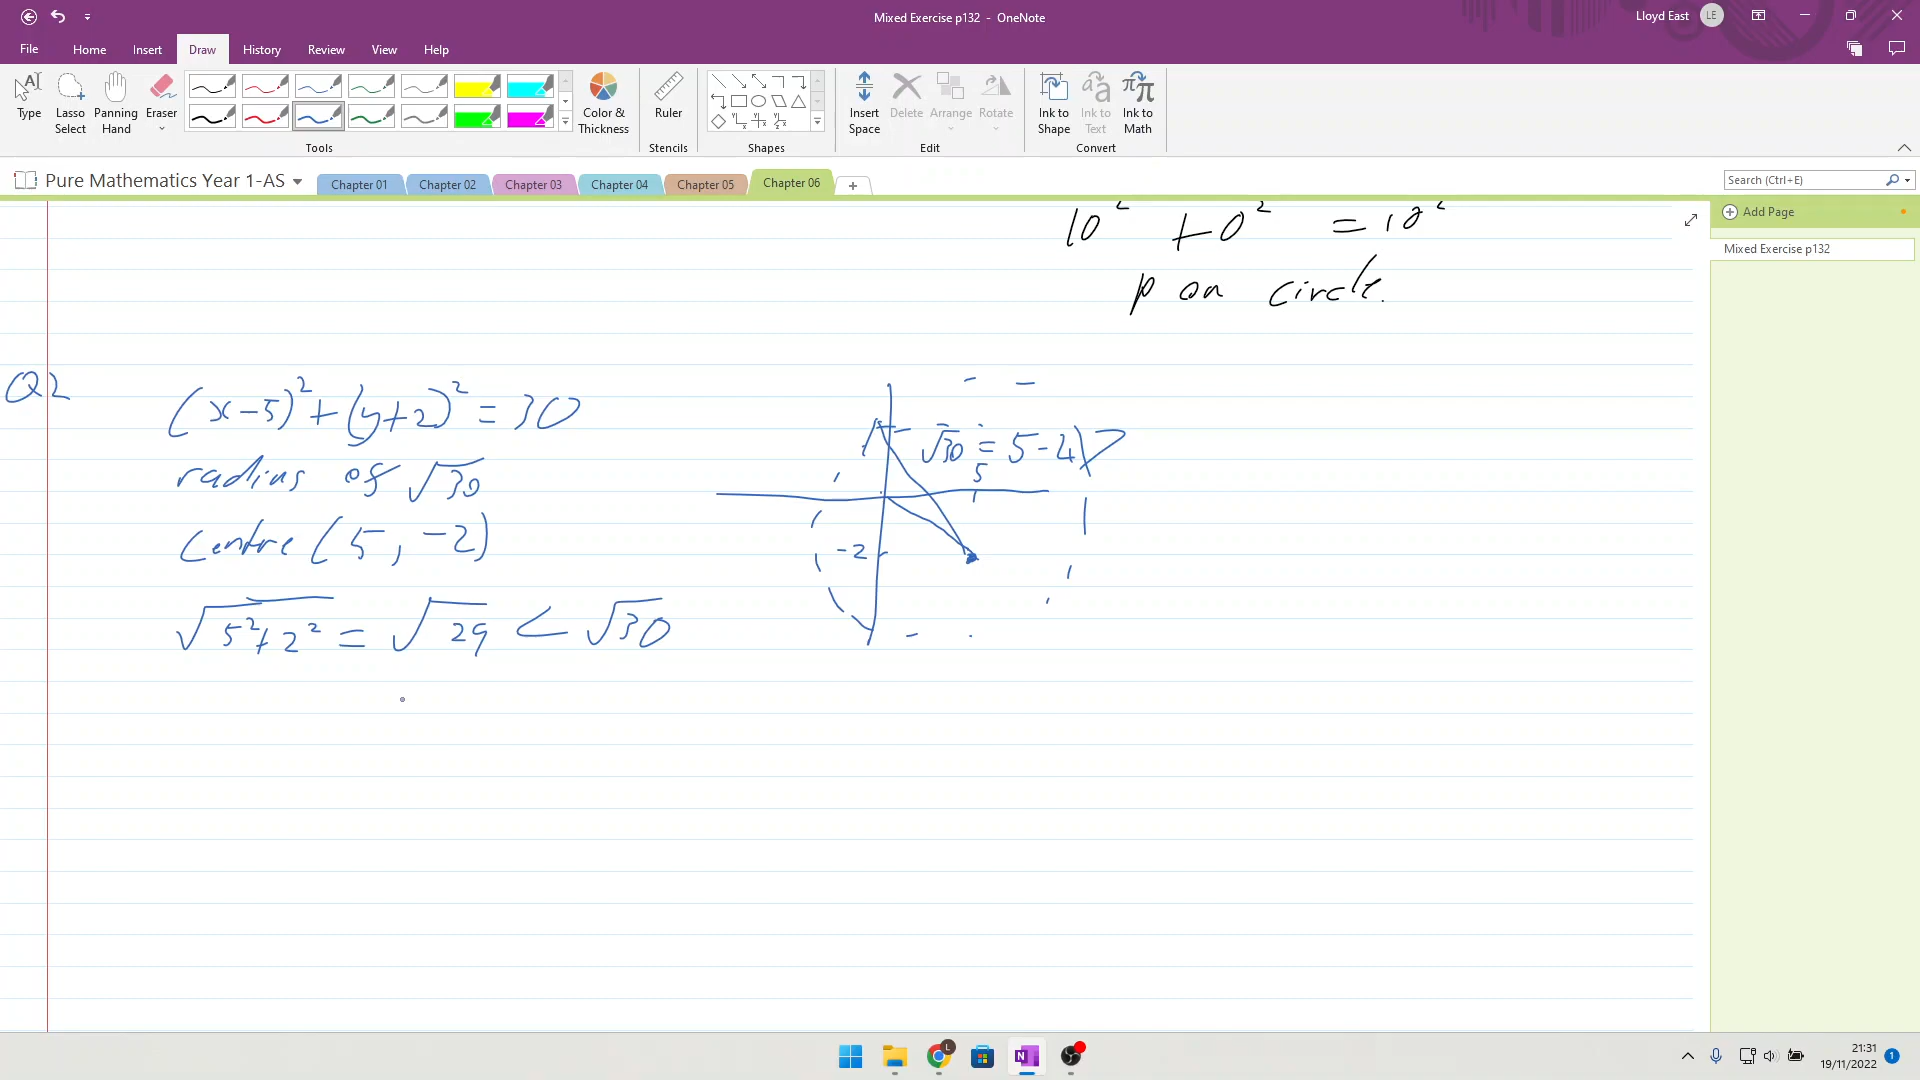 Mixed Exercise p132 - OneNote
Lloyd East
LE
File
Home
Insert
Draw
History
Review
View
Help
Type
Lasso Select
Panning Hand
Eraser
Color & Thickness
Ruler
Insert Space
Delete
Arrange
Rotate
Ink to Shape
Ink to Text
Ink to Math
Tools
Stencils
Shapes
Edit
Convert
Pure Mathematics Year 1-AS
Chapter 01
Chapter 02
Chapter 03
Chapter 04
Chapter 05
Chapter 06
Search (Ctrl+E)
Add Page
Mixed Exercise p132
10² + 0² = 10²
p on circle.
Q2
(x-5)² + (y+2)² = 30
radius of √30
Centre (5, -2)
√5²+2² = √29 < √30
√30 = 5-47
5
-2
21:31
19/11/2022
1